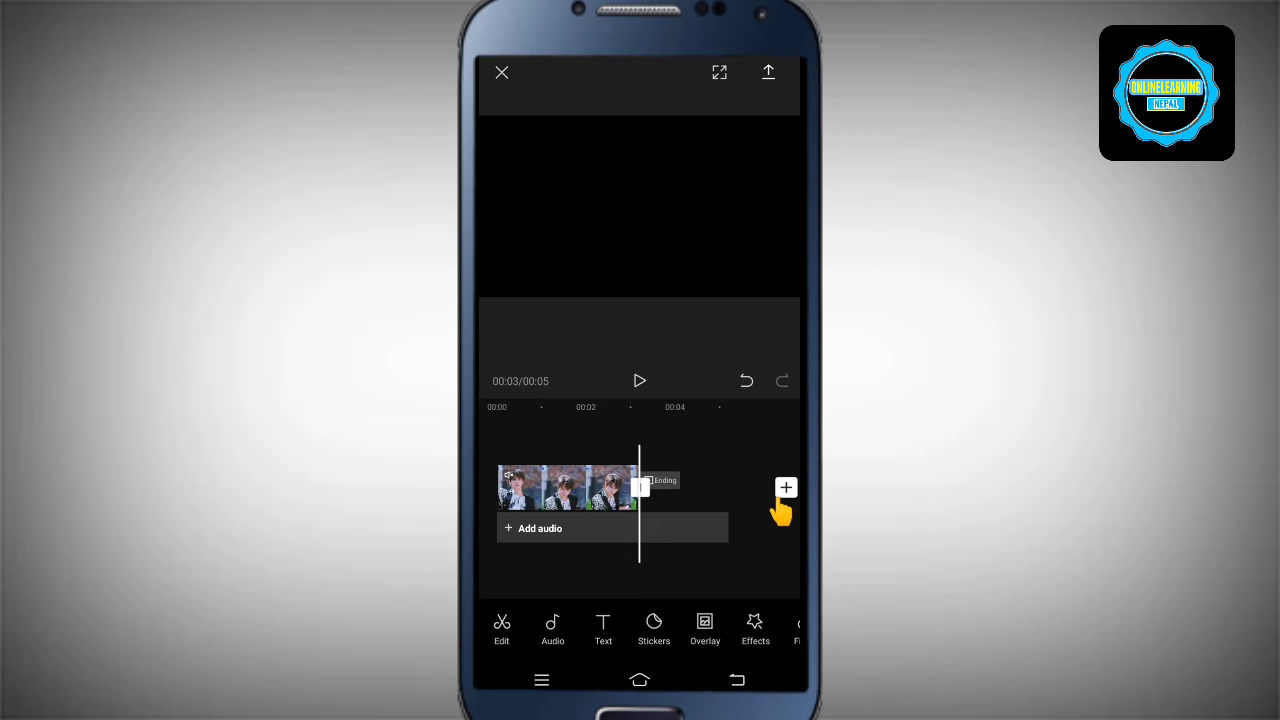 ONLINELEARNING
NEPAL
00:03/00:05
00:00
00:02
00:04
Ending
+ Add audio
Edit
Audio
Text
Stickers
Overlay
Effects
Fi